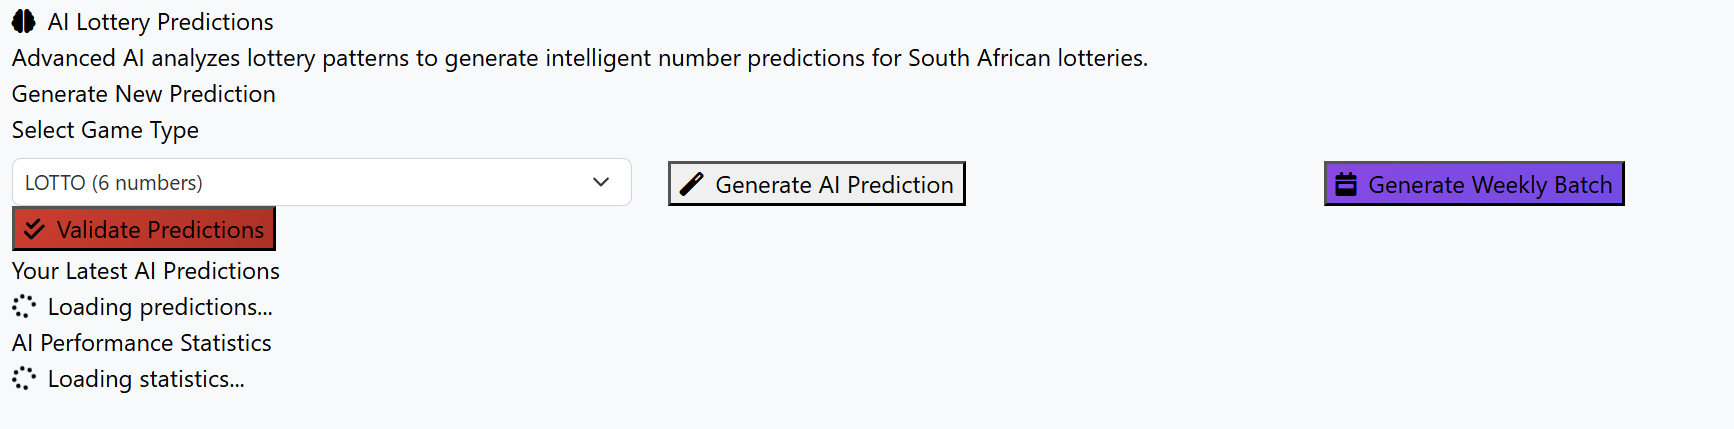 AI Lottery Predictions
Advanced AI analyzes lottery patterns to generate intelligent number predictions for South African lotteries.
Generate New Prediction
Select Game Type
LOTTO (6 numbers)
Generate AI Prediction
Generate Weekly Batch
Validate Predictions
Your Latest AI Predictions
Loading predictions...
AI Performance Statistics
Loading statistics...